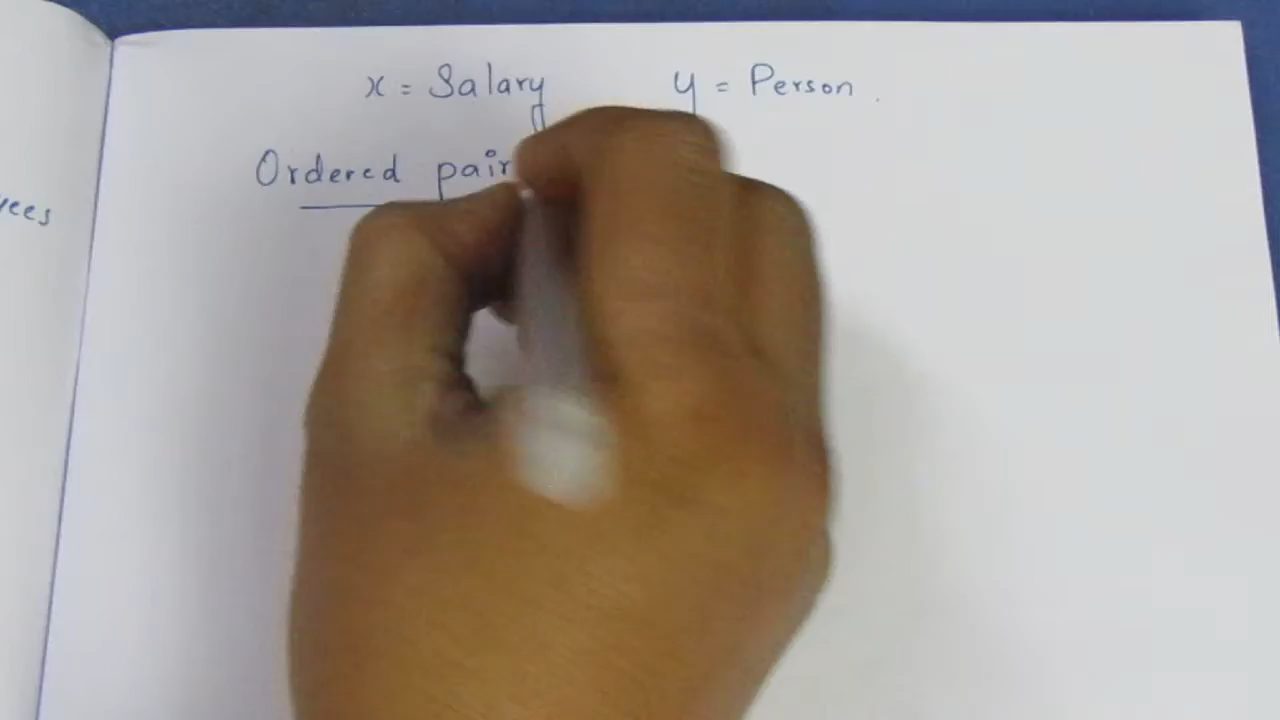 x = Salary y = Person .
Ordered pair